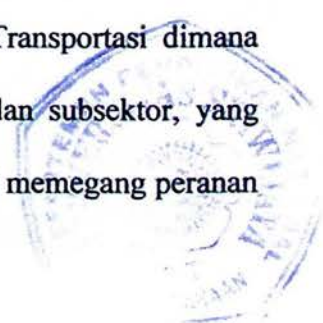 Transportasi dimana
dan subsektor, yang
memegang peranan